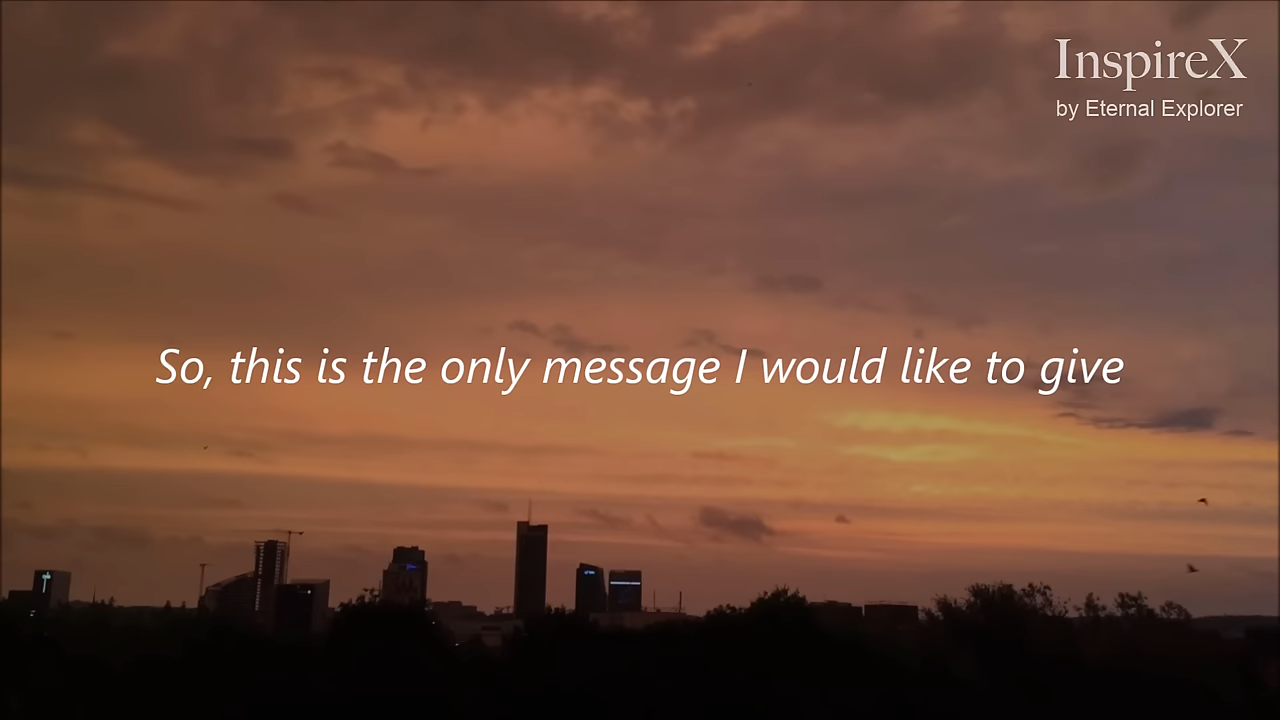 InspireX
by Eternal Explorer
So, this is the only message I would like to give